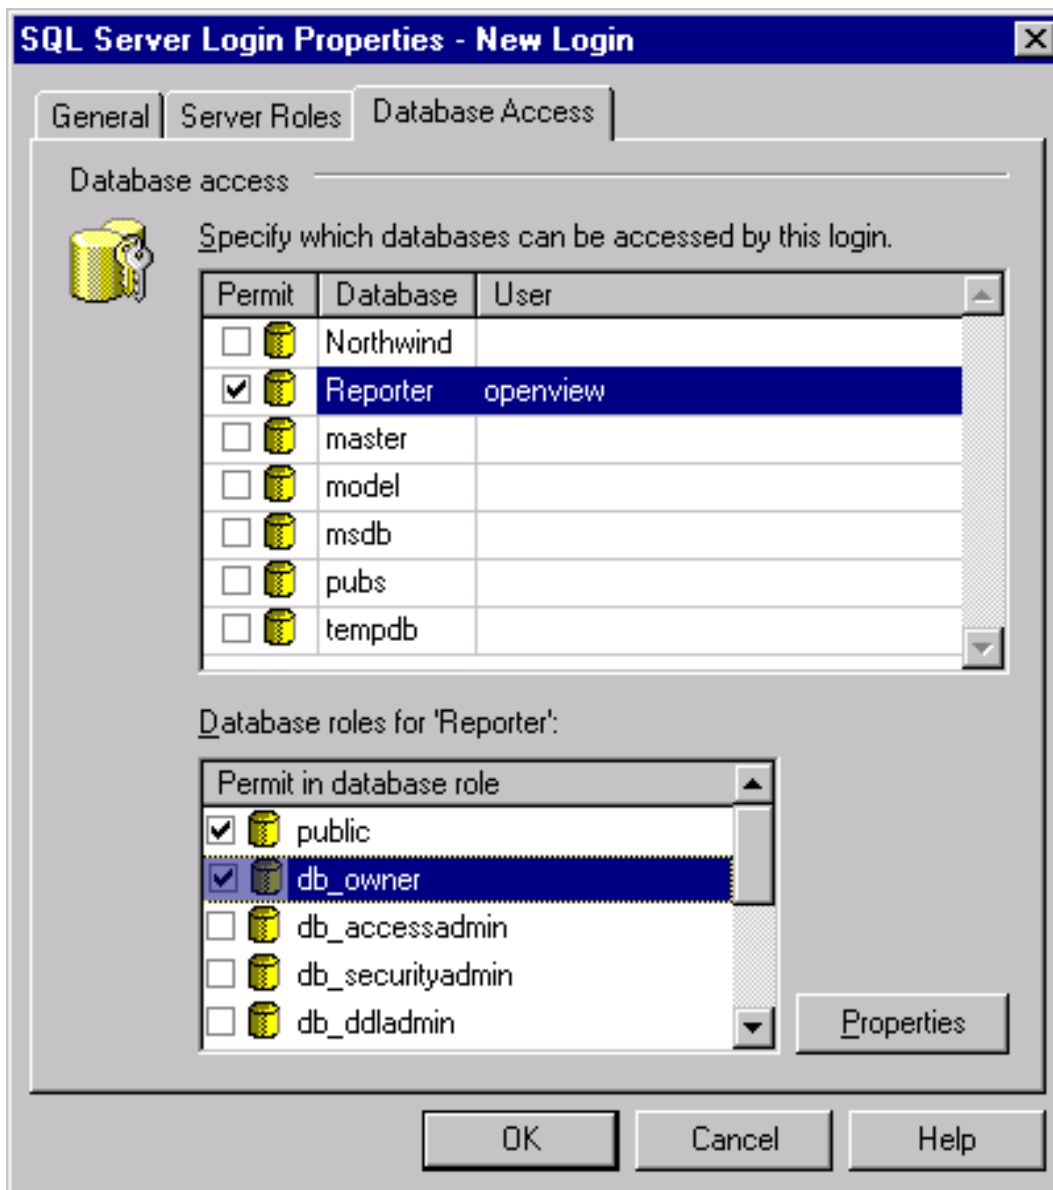 SQL Server Login Properties - New Login
General Server Roles Database Access
Database access
Specify which databases can be accessed by this login.
Permit Database User
Northwind
Reporter openview
master
model
msdb
pubs
tempdb
Database roles for 'Reporter':
Permit in database role
public
db_owner
db_accessadmin
db_securityadmin
db_ddladmin
Properties
OK Cancel Help